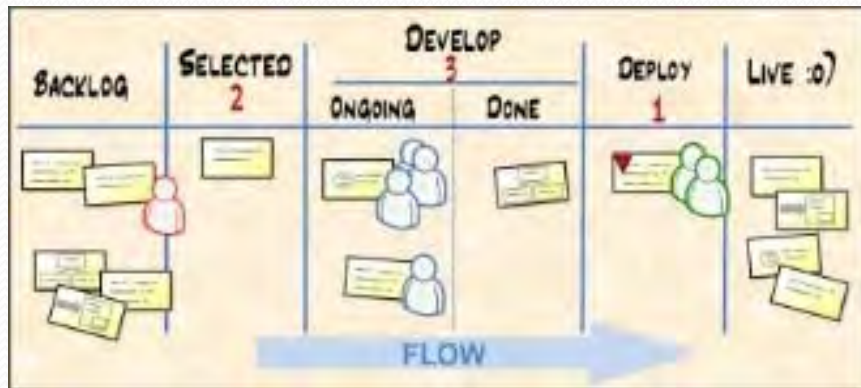 BACKLOG
SELECTED
2
DEVELOP
3
ONGOING
DONE
DEPLOY
1
LIVE :o)
FLOW